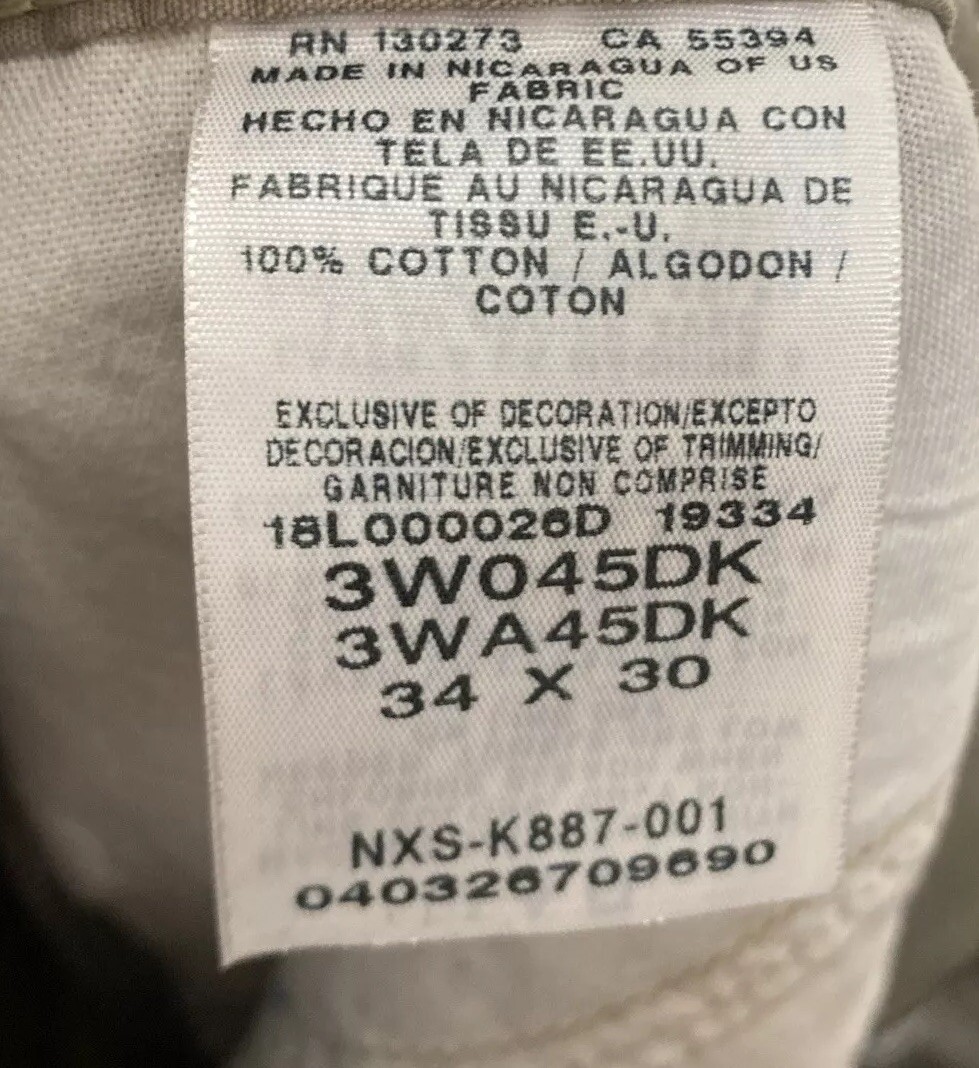 RN 130273 CA 55394
MADE IN NICARAGUA OF US
FABRIC
HECHO EN NICARAGUA CON
TELA DE EE.UU.
FABRIQUE AU NICARAGUA DE
TISSU E.-U.
100% COTTON / ALGODON /
COTON
EXCLUSIVE OF DECORATION/EXCEPTO
DECORACION/EXCLUSIVE OF TRIMMING/
GARNITURE NON COMPRISE
18L000026D 19334
3W045DK
3WA45DK
34 X 30
NXS-K887-001
040326709690